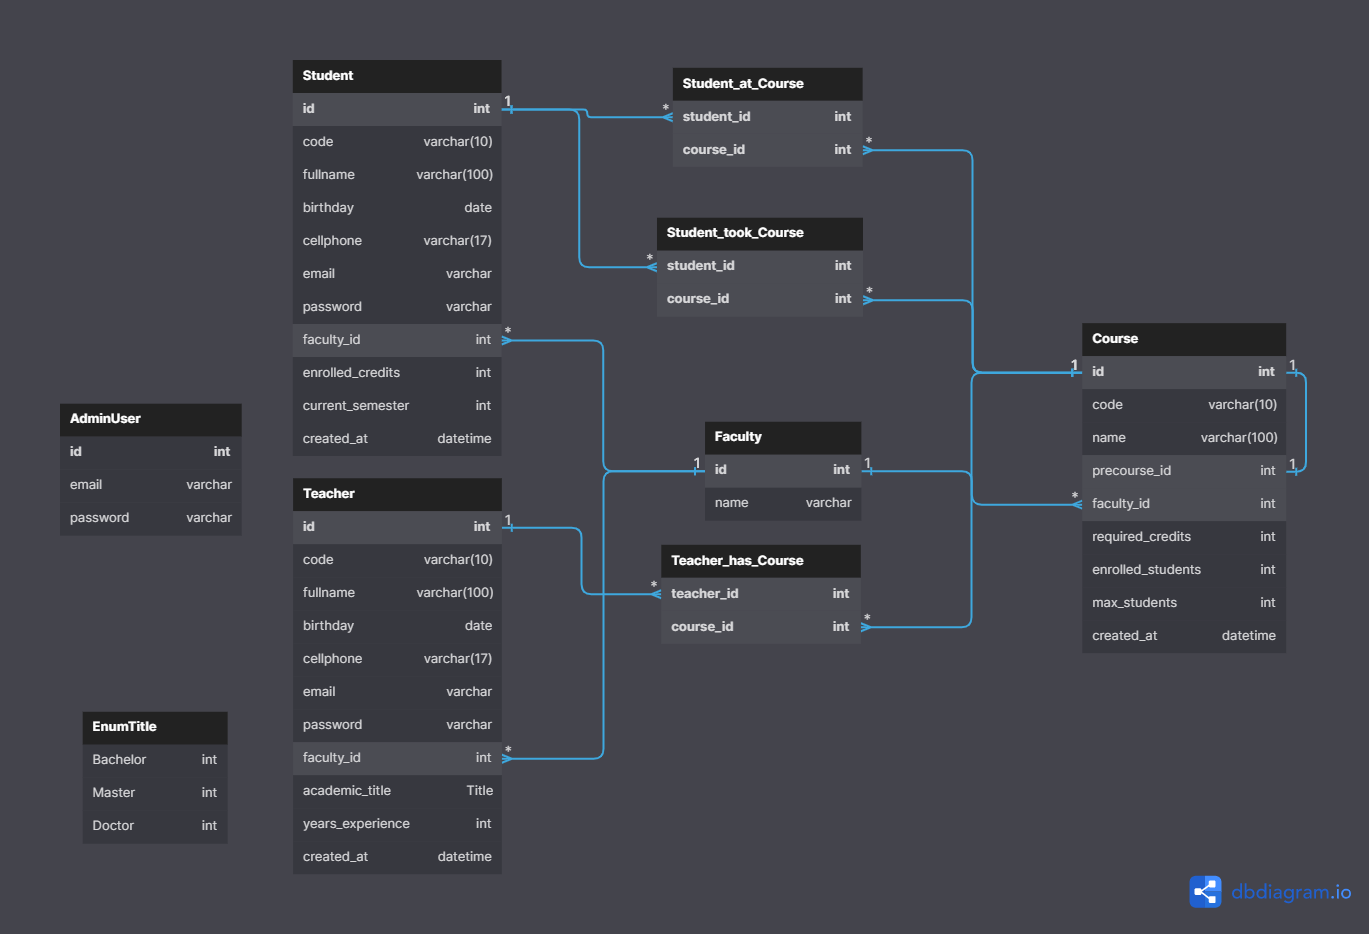 Student
id int
code varchar(10)
fullname varchar(100)
birthday date
cellphone varchar(17)
email varchar
password varchar
faculty_id int
enrolled_credits int
current_semester int
created_at datetime
1
*
Student_at_Course
student_id int
course_id int
*
*
Student_took_Course
student_id int
course_id int
*
*
AdminUser
id int
email varchar
password varchar
Faculty
id int
name varchar
1
1
Course
id int
code varchar(10)
name varchar(100)
precourse_id int
faculty_id int
required_credits int
enrolled_students int
max_students int
created_at datetime
1
1
1
*
Teacher
id int
code varchar(10)
fullname varchar(100)
birthday date
cellphone varchar(17)
email varchar
password varchar
faculty_id int
academic_title Title
years_experience int
created_at datetime
1
*
Teacher_has_Course
teacher_id int
course_id int
*
*
EnumTitle
Bachelor int
Master int
Doctor int
dbdiagram.io